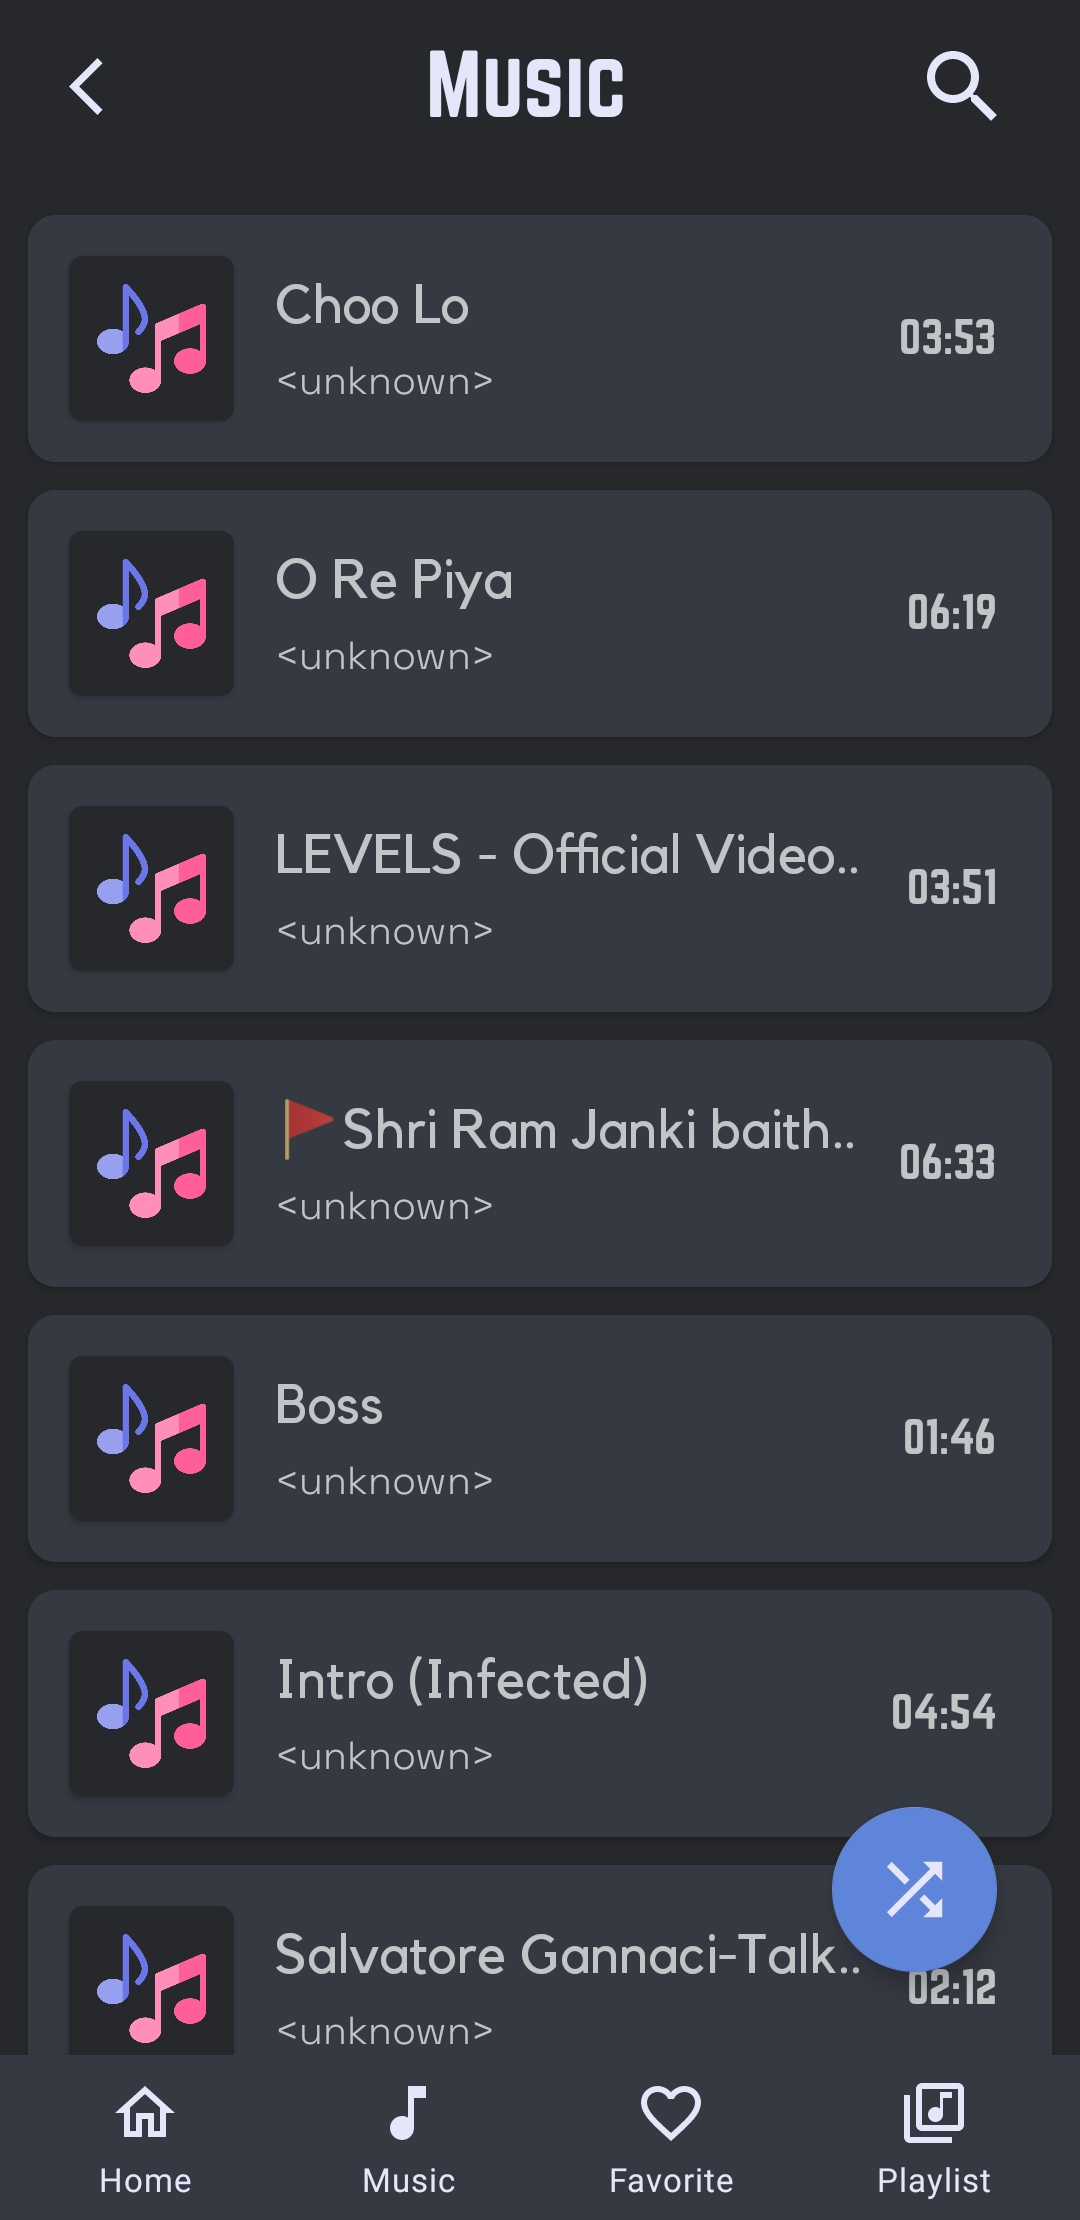 Music
Choo Lo
<unknown>
03:53
O Re Piya
<unknown>
06:19
LEVELS - Official Video..
<unknown>
03:51
🚩Shri Ram Janki baith..
<unknown>
06:33
Boss
<unknown>
01:46
Intro (Infected)
<unknown>
04:54
Salvatore Gannaci-Talk..
<unknown>
02:12
Home
Music
Favorite
Playlist